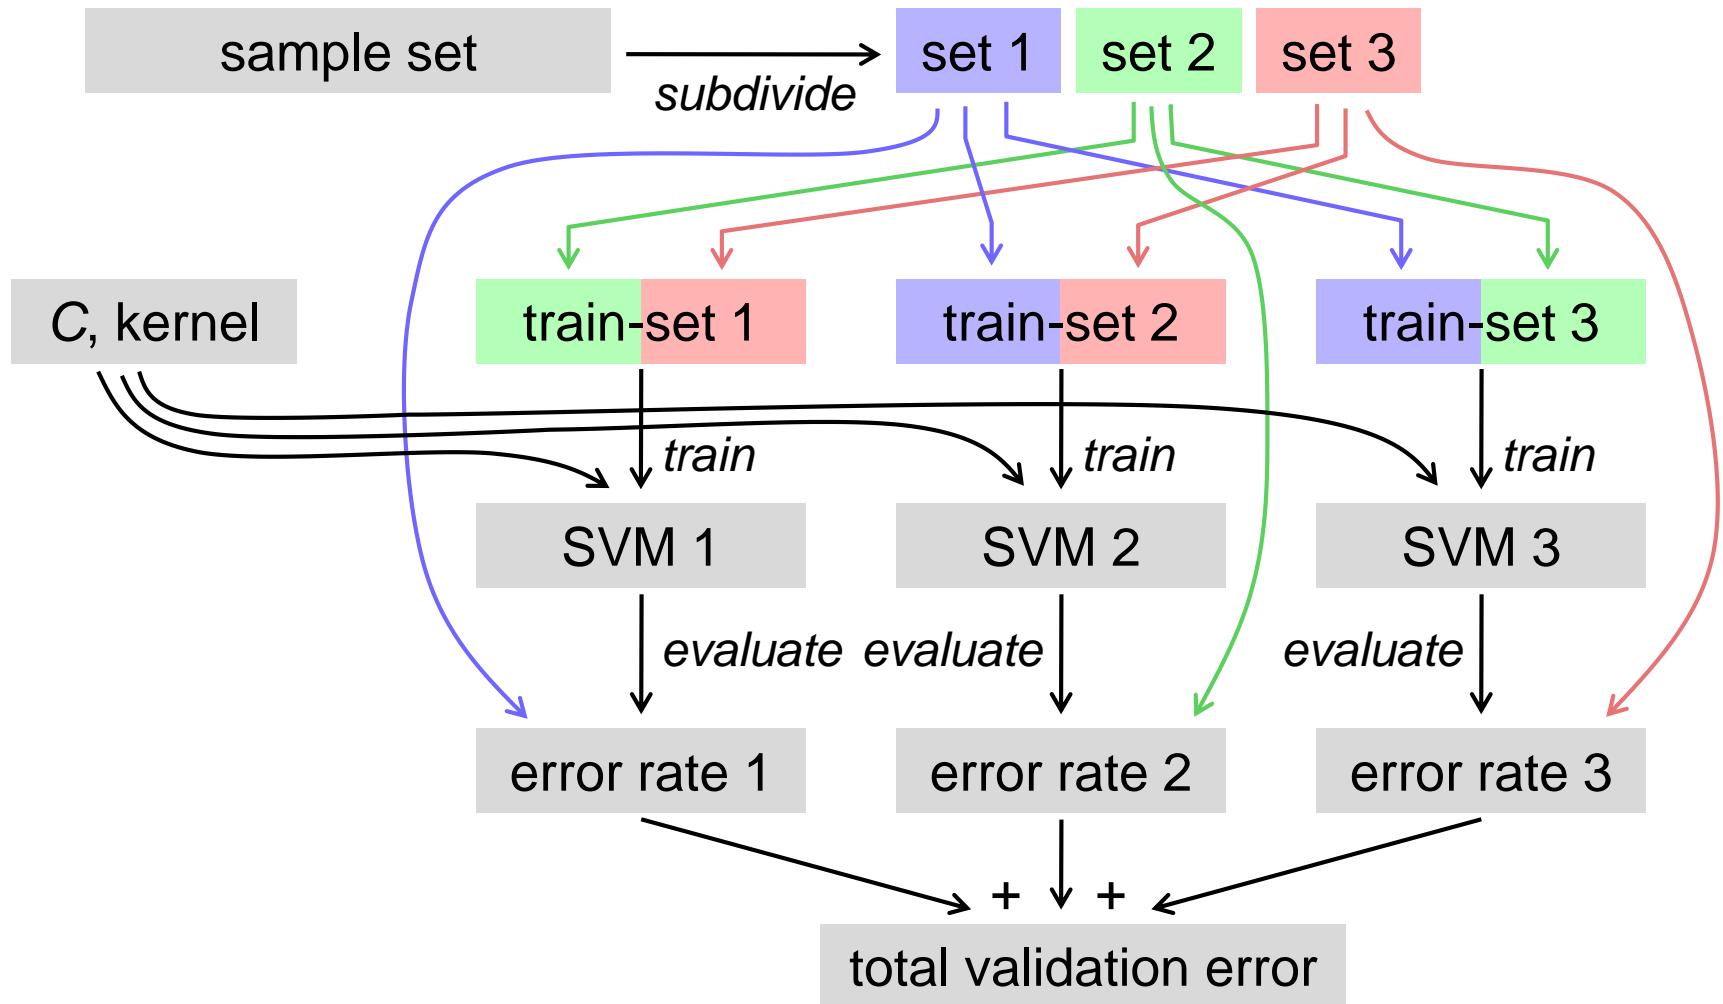 sample set
subdivide
set 1
set 2
set 3
C, kernel
train-set 1
train-set 2
train-set 3
train
train
train
SVM 1
SVM 2
SVM 3
evaluate
evaluate
evaluate
error rate 1
error rate 2
error rate 3
+ +
total validation error